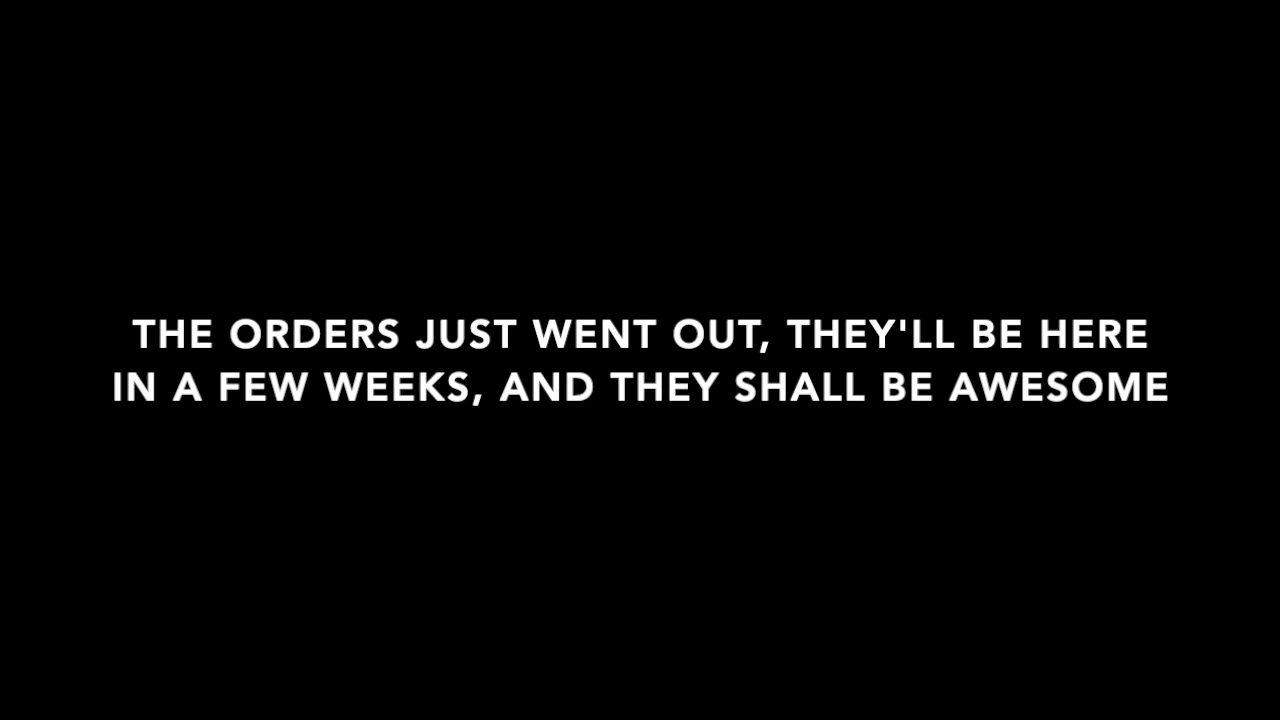 THE ORDERS JUST WENT OUT, THEY'LL BE HERE
IN A FEW WEEKS, AND THEY SHALL BE AWESOME